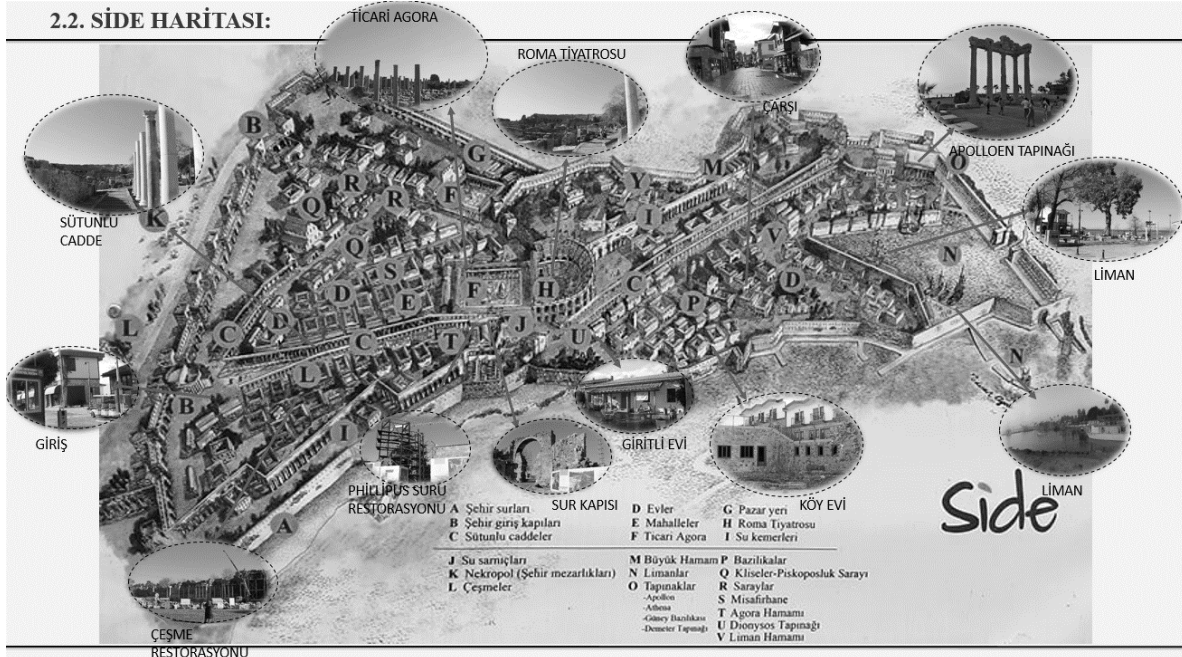 2.2. SİDE HARİTASI:
TİCARİ AGORA
ROMA TİYATROSU
ÇARŞI
APOLLOEN TAPINAĞI
SÜTUNLU
CADDE
LİMAN
GİRİŞ
PHILLIPUS SURU
RESTORASYONU
SUR KAPISI
GİRİTLİ EVİ
KÖY EVİ
LİMAN
ÇEŞME
RESTORASYONU
Side
B
G
R
R
F
Q
K
Q
S
D
E
F
H
Y
M
I
O
V
N
D
C
P
L
C
D
C
T
J
U
L
B
I
A
N
A Şehir surları
B Şehir giriş kapıları
C Sütunlu caddeler
D Evler
E Mahalleler
F Ticari Agora
G Pazar yeri
H Roma Tiyatrosu
I Su kemerleri
J Su sarnıçları
K Nekropol (Şehir mezarlıkları)
L Çeşmeler
M Büyük Hamam
N Limanlar
O Tapınaklar
-Apollon
-Athena
-Güney Bazilikası
-Demeter Tapınağı
P Bazilikalar
Q Kliseler-Piskoposluk Sarayı
R Saraylar
S Misafirhane
T Agora Hamamı
U Dionysos Tapınağı
V Liman Hamamı